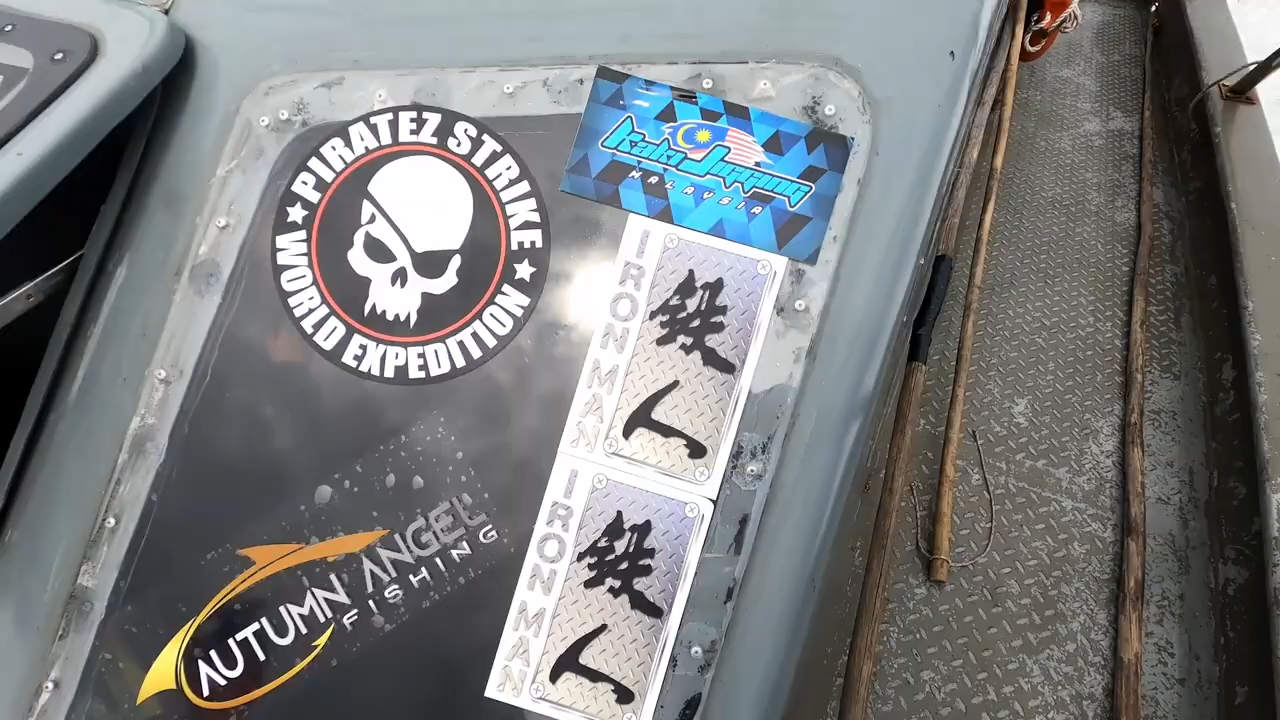 PIRATEZ STRIKE
WORLD EXPEDITION
Kaki Jigging
MALAYSIA
IRON MAN
鉄人
IRON MAN
鉄人
AUTUMN ANGEL
FISHING